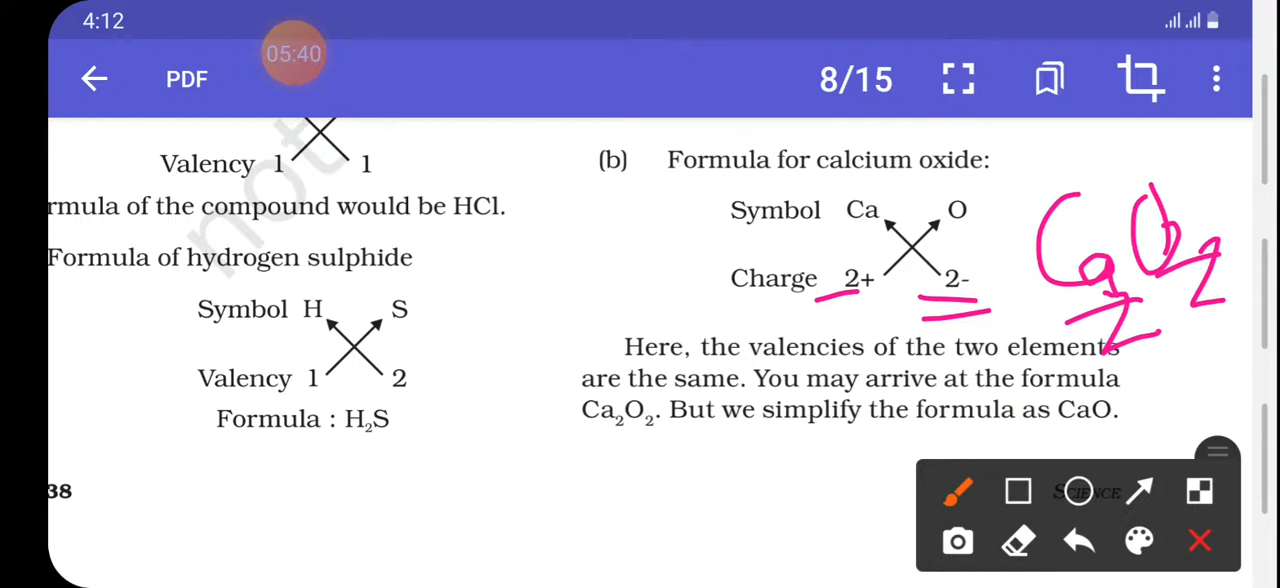 4:12
05:40
PDF
8/15
not
Valency 1 1
rmula of the compound would be HCl.
Formula of hydrogen sulphide
Symbol H S
Valency 1 2
Formula : H₂S
38
(b) Formula for calcium oxide:
Symbol Ca O
Charge 2+ 2-
Ca₂O₂
Here, the valencies of the two elements
are the same. You may arrive at the formula
Ca₂O₂. But we simplify the formula as CaO.
SCIENCE